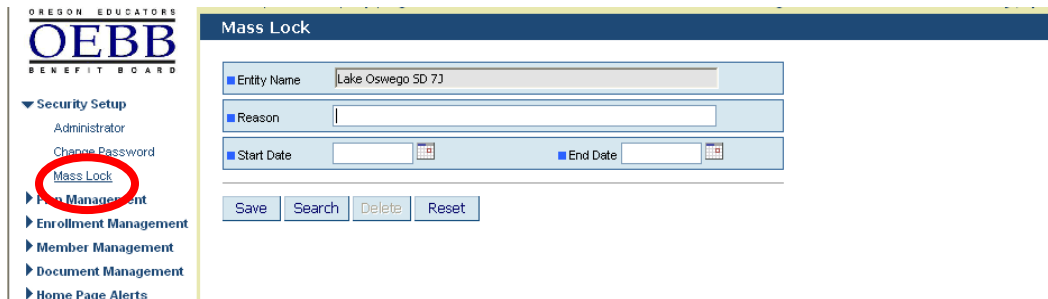 OREGON EDUCATORS
OEBB
BENEFIT BOARD
Security Setup
Administrator
Change Password
Mass Lock
Plan Management
Enrollment Management
Member Management
Document Management
Home Page Alerts
Mass Lock
Entity Name Lake Oswego SD 7J
Reason
Start Date End Date
Save Search Delete Reset